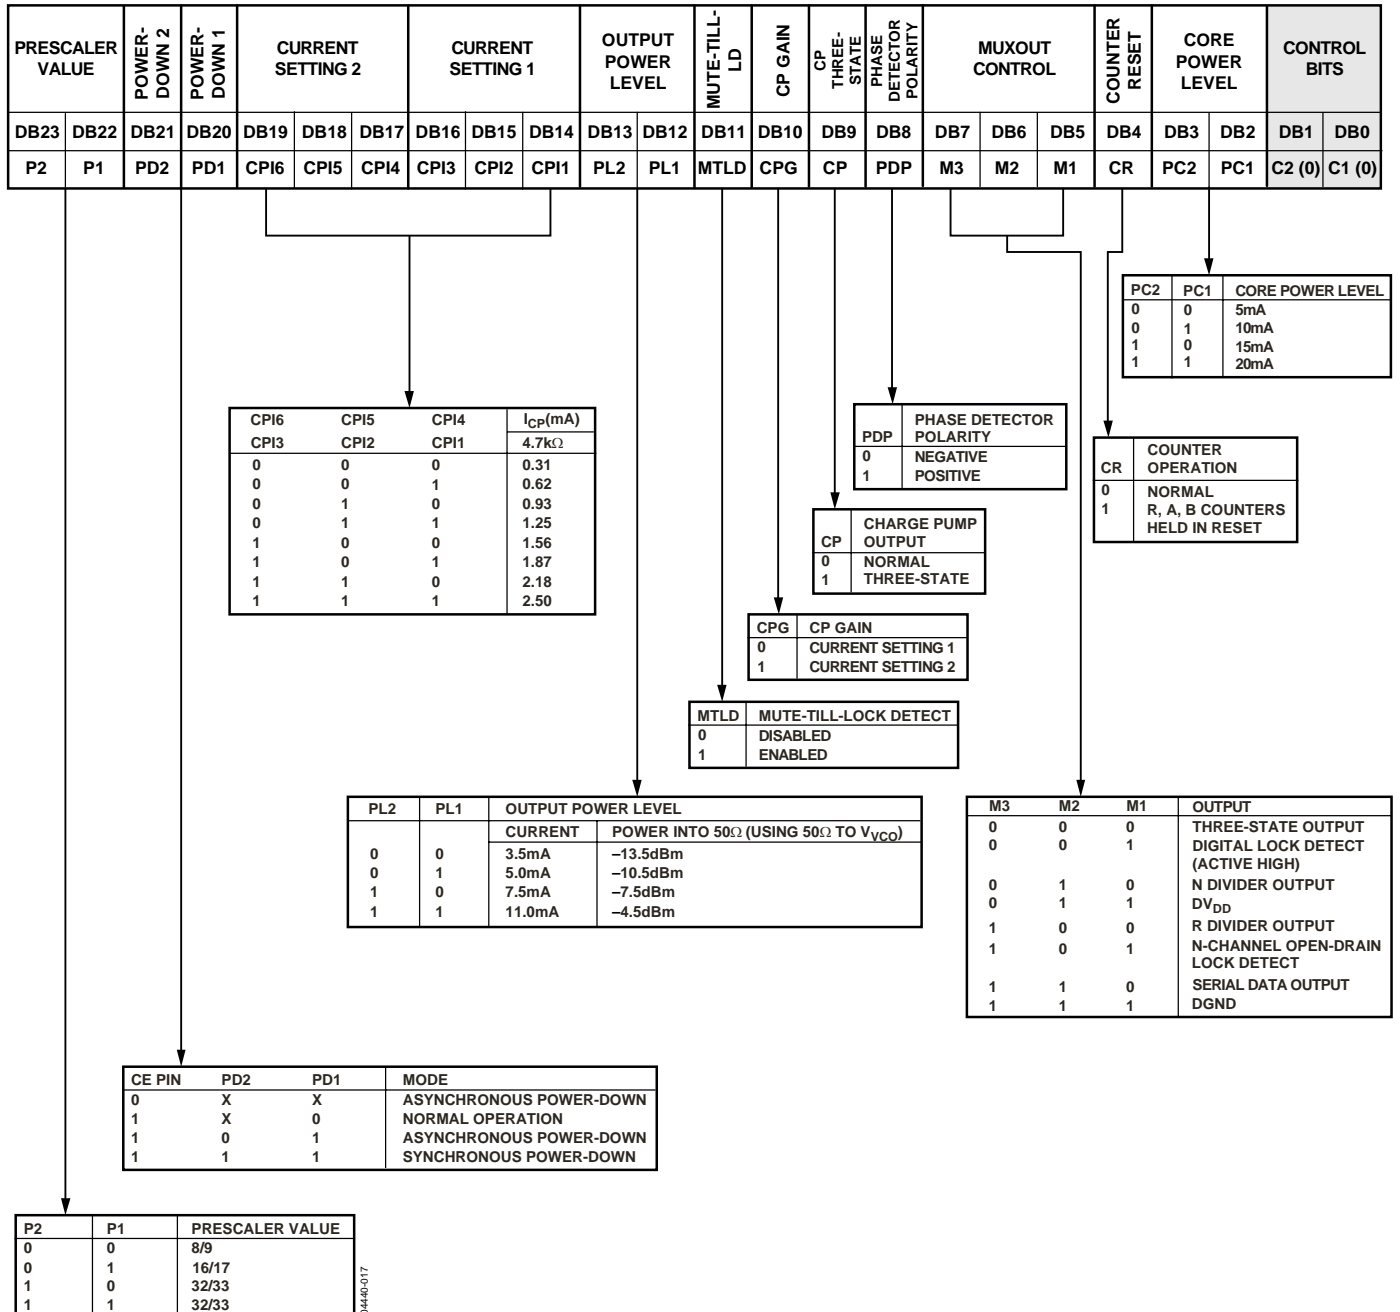 PRESCALER VALUE
POWER-DOWN 2
POWER-DOWN 1
CURRENT SETTING 2
CURRENT SETTING 1
OUTPUT POWER LEVEL
MUTE-TILL-LD
CP GAIN
CP THREE-STATE
PHASE DETECTOR POLARITY
MUXOUT CONTROL
COUNTER RESET
CORE POWER LEVEL
CONTROL BITS
DB23 DB22 DB21 DB20 DB19 DB18 DB17 DB16 DB15 DB14 DB13 DB12 DB11 DB10 DB9 DB8 DB7 DB6 DB5 DB4 DB3 DB2 DB1 DB0
P2 P1 PD2 PD1 CPI6 CPI5 CPI4 CPI3 CPI2 CPI1 PL2 PL1 MTLD CPG CP PDP M3 M2 M1 CR PC2 PC1 C2 (0) C1 (0)
PC2 PC1 CORE POWER LEVEL
0 0 5mA
0 1 10mA
1 0 15mA
1 1 20mA
CPI6 CPI5 CPI4 ICP(mA)
CPI3 CPI2 CPI1 4.7kΩ
0 0 0 0.31
0 0 1 0.62
0 1 0 0.93
0 1 1 1.25
1 0 0 1.56
1 0 1 1.87
1 1 0 2.18
1 1 1 2.50
PHASE DETECTOR
PDP POLARITY
0 NEGATIVE
1 POSITIVE
COUNTER
CR OPERATION
0 NORMAL
1 R, A, B COUNTERS
HELD IN RESET
CHARGE PUMP
CP OUTPUT
0 NORMAL
1 THREE-STATE
CPG CP GAIN
0 CURRENT SETTING 1
1 CURRENT SETTING 2
MTLD MUTE-TILL-LOCK DETECT
0 DISABLED
1 ENABLED
PL2 PL1 OUTPUT POWER LEVEL
CURRENT POWER INTO 50Ω (USING 50Ω TO VVCO)
0 0 3.5mA –13.5dBm
0 1 5.0mA –10.5dBm
1 0 7.5mA –7.5dBm
1 1 11.0mA –4.5dBm
M3 M2 M1 OUTPUT
0 0 0 THREE-STATE OUTPUT
0 0 1 DIGITAL LOCK DETECT
(ACTIVE HIGH)
0 1 0 N DIVIDER OUTPUT
0 1 1 DVDD
1 0 0 R DIVIDER OUTPUT
1 0 1 N-CHANNEL OPEN-DRAIN
LOCK DETECT
1 1 0 SERIAL DATA OUTPUT
1 1 1 DGND
CE PIN PD2 PD1 MODE
0 X X ASYNCHRONOUS POWER-DOWN
1 X 0 NORMAL OPERATION
1 0 1 ASYNCHRONOUS POWER-DOWN
1 1 1 SYNCHRONOUS POWER-DOWN
P2 P1 PRESCALER VALUE
0 0 8/9
0 1 16/17
1 0 32/33
1 1 32/33
04440-017